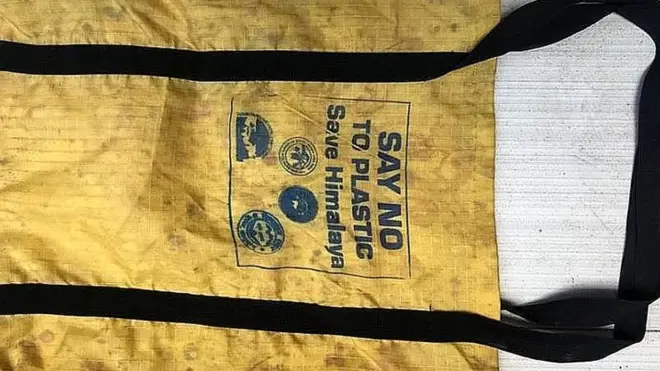 SAY NO
TO PLASTIC
Save Himalaya